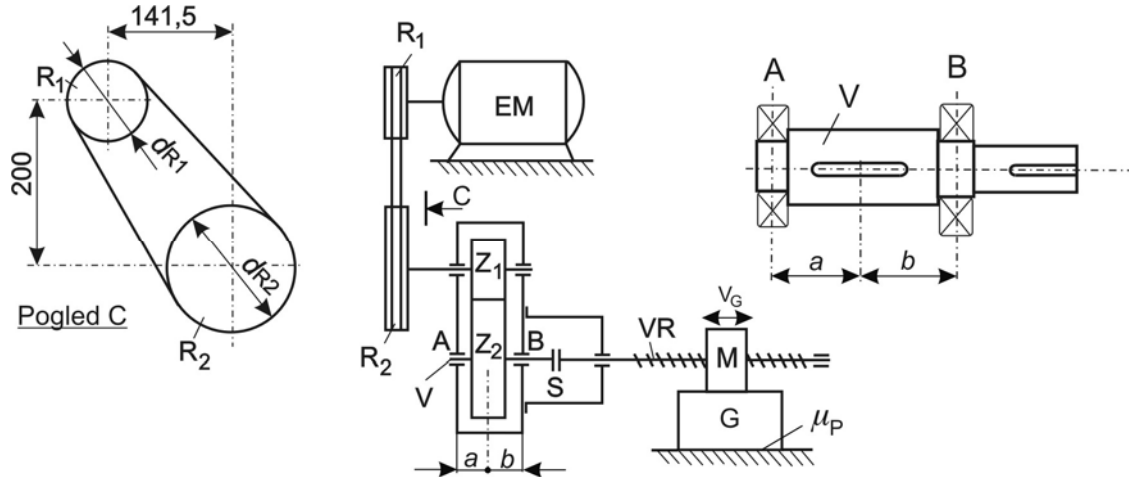 141,5
R1
200
dR1
dR2
R2
Pogled C
R1
EM
C
Z1
R2
A
Z2
B
V
S
a
b
VR
VG
M
G
μP
A
B
V
a
b